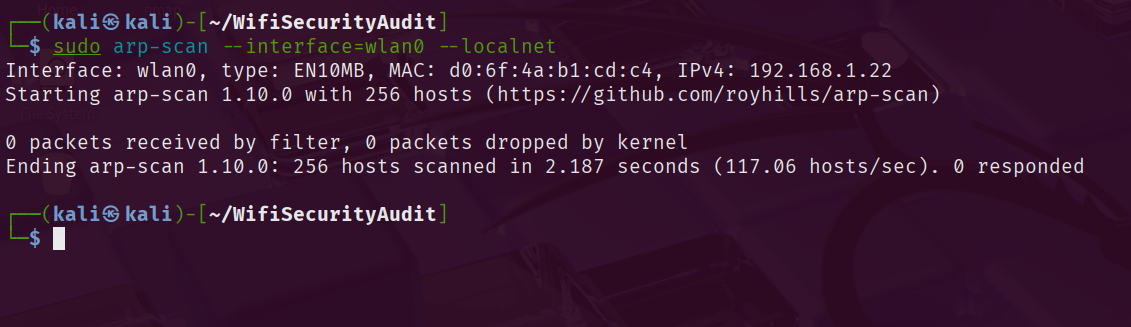 Home
┌──(kali㉿kali)-[~/WifiSecurityAudit]
└─$ sudo arp-scan --interface=wlan0 --localnet
Interface: wlan0, type: EN10MB, MAC: d0:6f:4a:b1:cd:c4, IPv4: 192.168.1.22
Starting arp-scan 1.10.0 with 256 hosts (https://github.com/royhills/arp-scan)
File System
0 packets received by filter, 0 packets dropped by kernel
Ending arp-scan 1.10.0: 256 hosts scanned in 2.187 seconds (117.06 hosts/sec). 0 responded
┌──(kali㉿kali)-[~/WifiSecurityAudit]
└─$